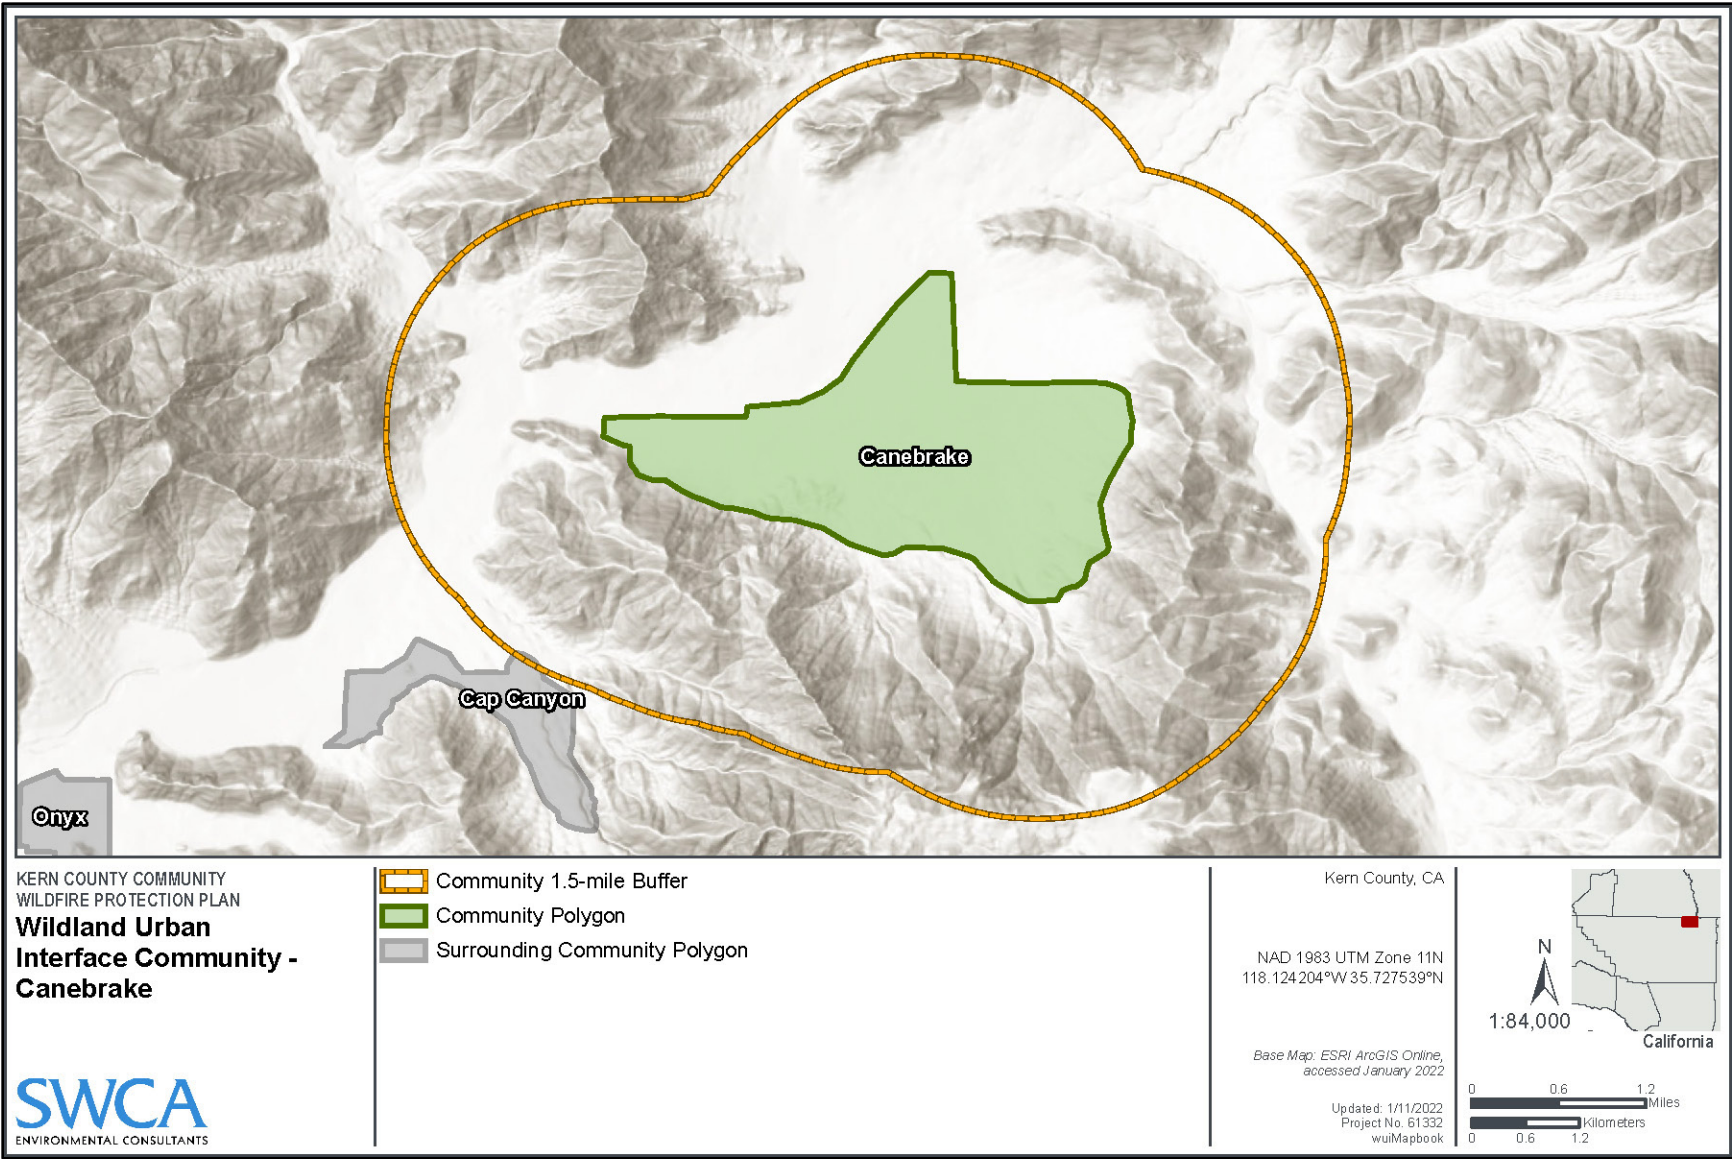 Canebrake
Cap Canyon
Onyx
KERN COUNTY COMMUNITY
WILDFIRE PROTECTION PLAN
Wildland Urban
Interface Community -
Canebrake
SWCA
ENVIRONMENTAL CONSULTANTS
Community 1.5-mile Buffer
Community Polygon
Surrounding Community Polygon
Kern County, CA
NAD 1983 UTM Zone 11N
118.124204°W 35.727539°N
Base Map: ESRI ArcGIS Online,
accessed January 2022
Updated: 1/11/2022
Project No. 61332
wuiMapbook
N
1:84,000
California
0 0.6 1.2
Miles
Kilometers
0 0.6 1.2